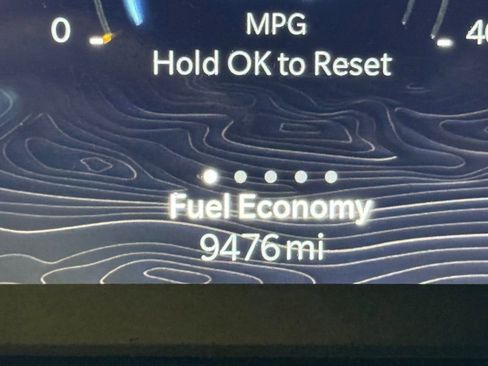 MPG
0
Hold OK to Reset
Fuel Economy
9476 mi